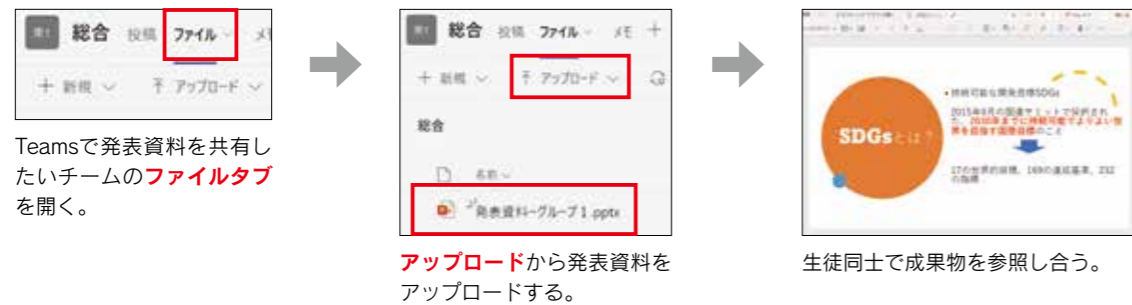 総合 投稿 ファイル
＋ 新規 アップロード
Teamsで発表資料を共有し
たいチームのファイルタブ
を開く。
総合 投稿 ファイル メモ ＋
＋ 新規 アップロード
総合
名前
発表資料-グループ1.pptx
アップロードから発表資料を
アップロードする。
SDGsとは？
• 持続可能な開発目標SDGs
2015年9月の国連サミットで採択され
た、2030年までに持続可能でよりよい世
界を目指す国際目標のこと
17の世界的目標、169の達成基準、232
の指標
生徒同士で成果物を参照し合う。